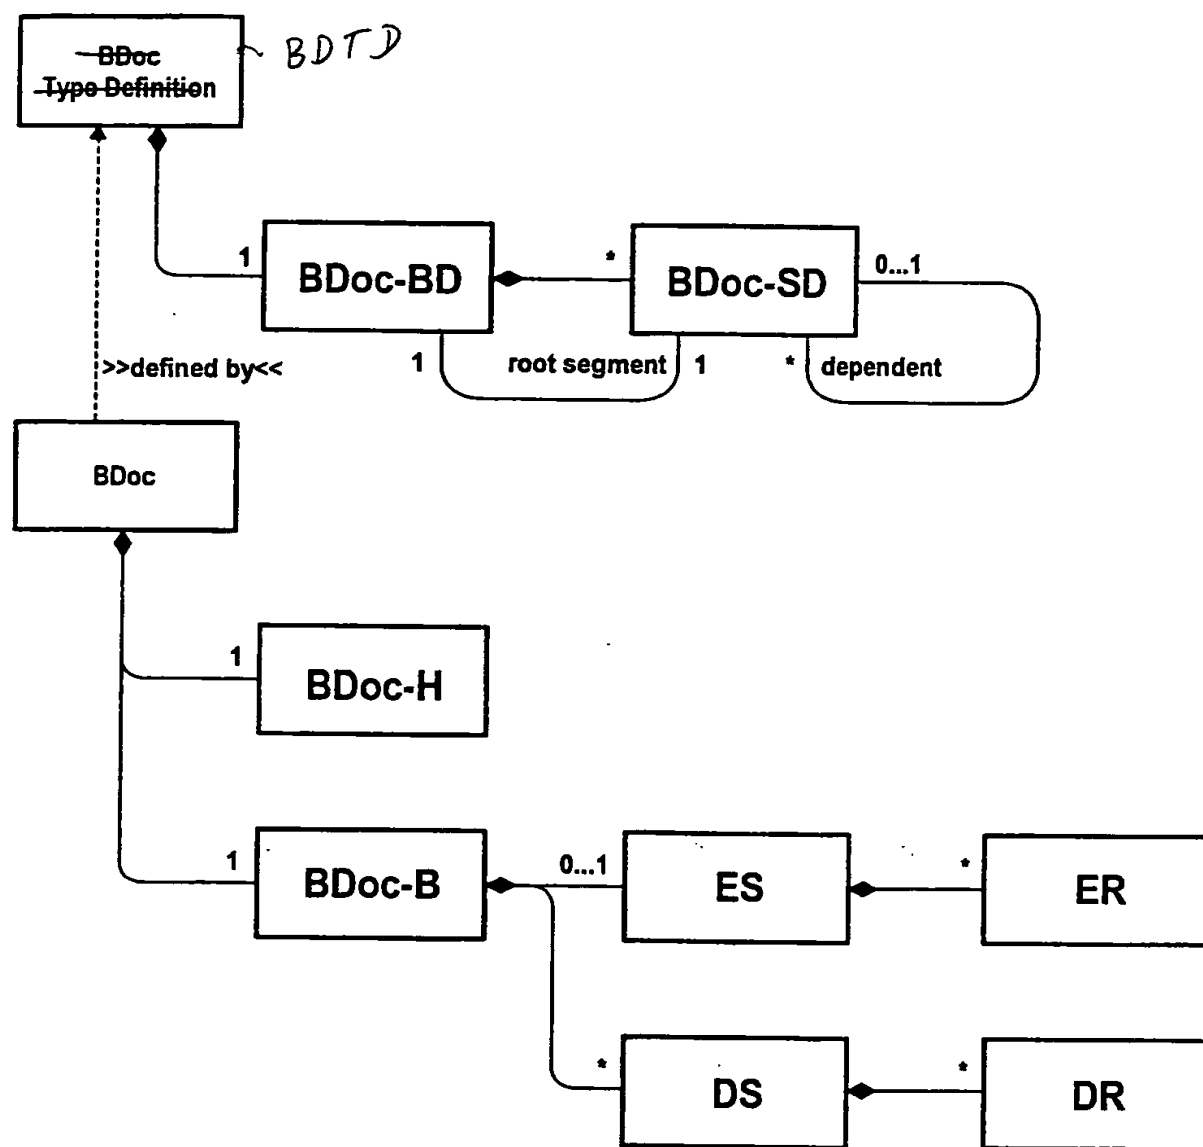 BDoc
Type Definition
BDTD
1
BDoc-BD
*
BDoc-SD
0...1
1
root segment
1
*
dependent
>>defined by<<
BDoc
1
BDoc-H
1
BDoc-B
0...1
ES
*
ER
*
DS
*
DR